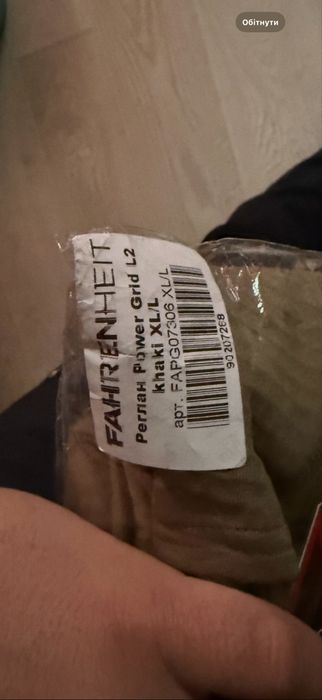 Обітнути
FAHRENHEIT
Реглан Power Grid L2
khaki XL/L
арт. FAPG07306 XL/L
90207268